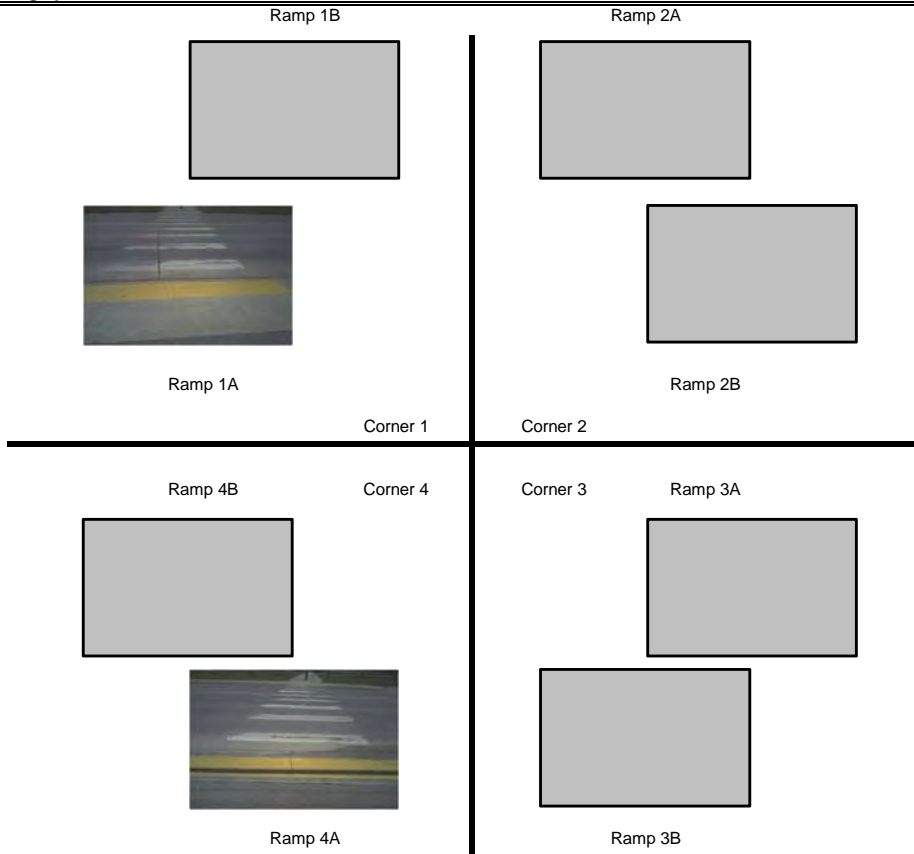 Ramp 1B Ramp 2A
Ramp 1A Ramp 2B
Corner 1 Corner 2
Ramp 4B Corner 4 Corner 3 Ramp 3A
Ramp 4A Ramp 3B